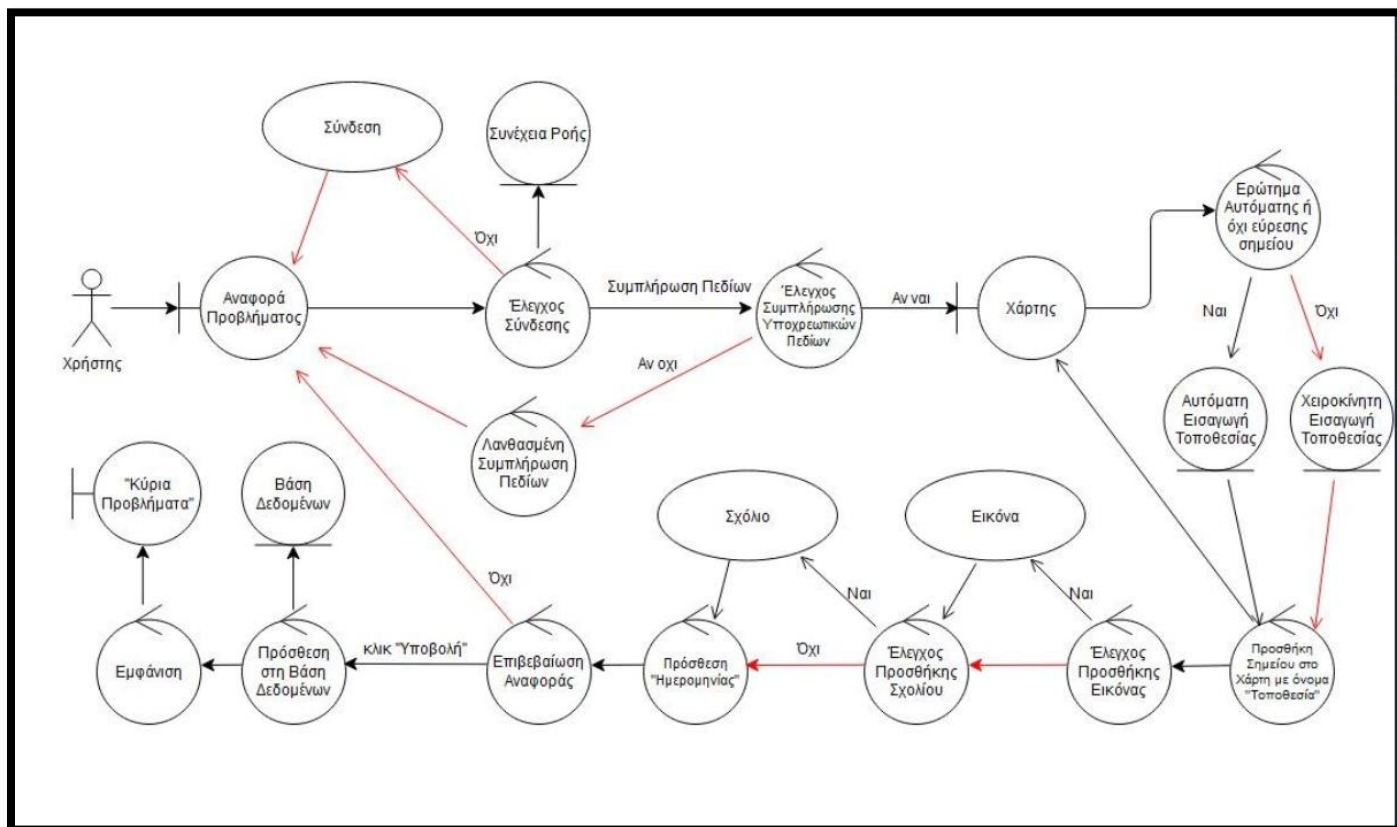 Σύνδεση
Συνέχεια Ροής
Όχι
Ερώτημα
Αυτόματης ή
όχι εύρεσης
σημείου
Χρήστης
Αναφορά
Προβλήματος
Έλεγχος
Σύνδεσης
Συμπλήρωση Πεδίων
Έλεγχος
Συμπλήρωσης
Υποχρεωτικών
Πεδίων
Αν ναι
Χάρτης
Ναι
Όχι
Αν οχι
Λανθασμένη
Συμπλήρωση
Πεδίων
Αυτόματη
Εισαγωγή
Τοποθεσίας
Χειροκίνητη
Εισαγωγή
Τοποθεσίας
"Κύρια
Προβλήματα"
Βάση
Δεδομένων
Σχόλιο
Εικόνα
Όχι
Ναι
Ναι
Εμφάνιση
Πρόσθεση
στη Βάση
Δεδομένων
κλικ "Υποβολή"
Επιβεβαίωση
Αναφοράς
Πρόσθεση
"Ημερομηνίας"
Όχι
Έλεγχος
Προσθήκης
Σχολίου
Έλεγχος
Προσθήκης
Εικόνας
Προσθήκη
Σημείου στο
Χάρτη με όνομα
"Τοποθεσία"